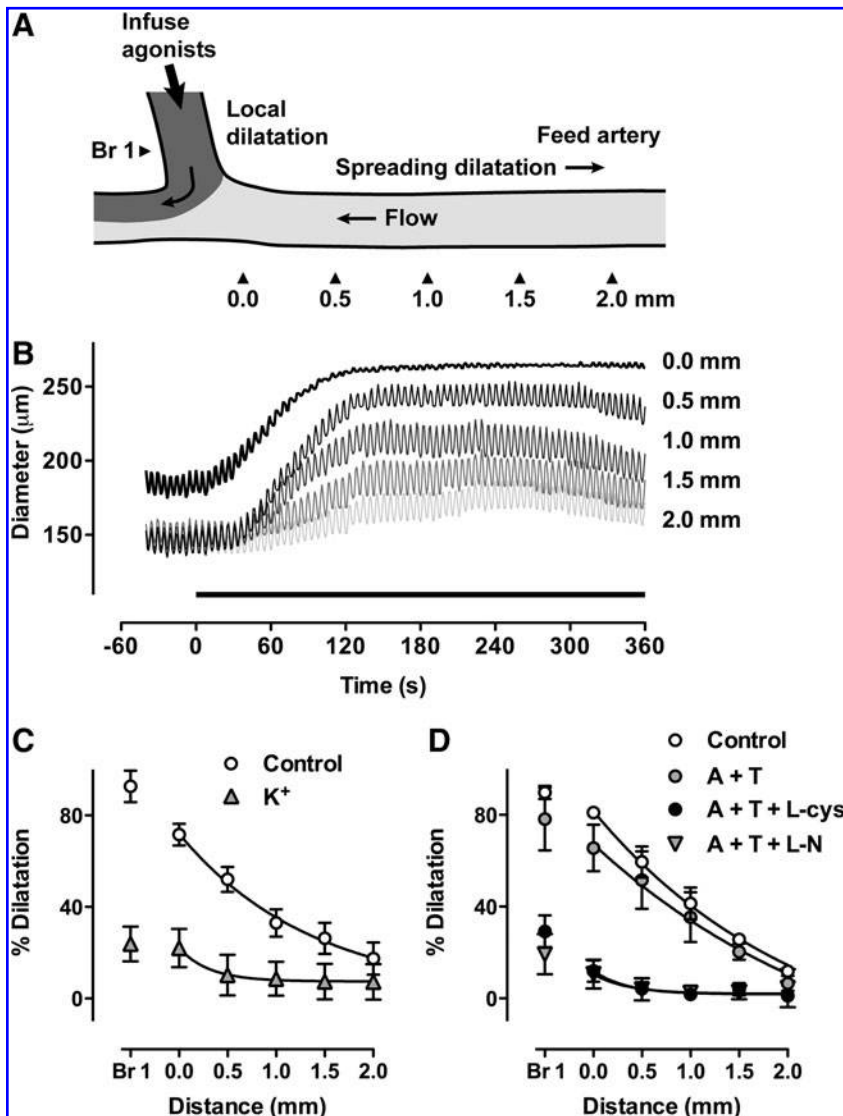 A
Infuse
agonists
Local
dilatation
Feed artery
Br 1
Spreading dilatation
Flow
0.0 0.5 1.0 1.5 2.0 mm
B
Diameter (μm)
250
200
150
0.0 mm
0.5 mm
1.0 mm
1.5 mm
2.0 mm
-60 0 60 120 180 240 300 360
Time (s)
C
Control
K+
% Dilatation
80
40
0
Br 1 0.0 0.5 1.0 1.5 2.0
Distance (mm)
D
Control
A + T
A + T + L-cys
A + T + L-N
% Dilatation
80
40
0
Br 1 0.0 0.5 1.0 1.5 2.0
Distance (mm)